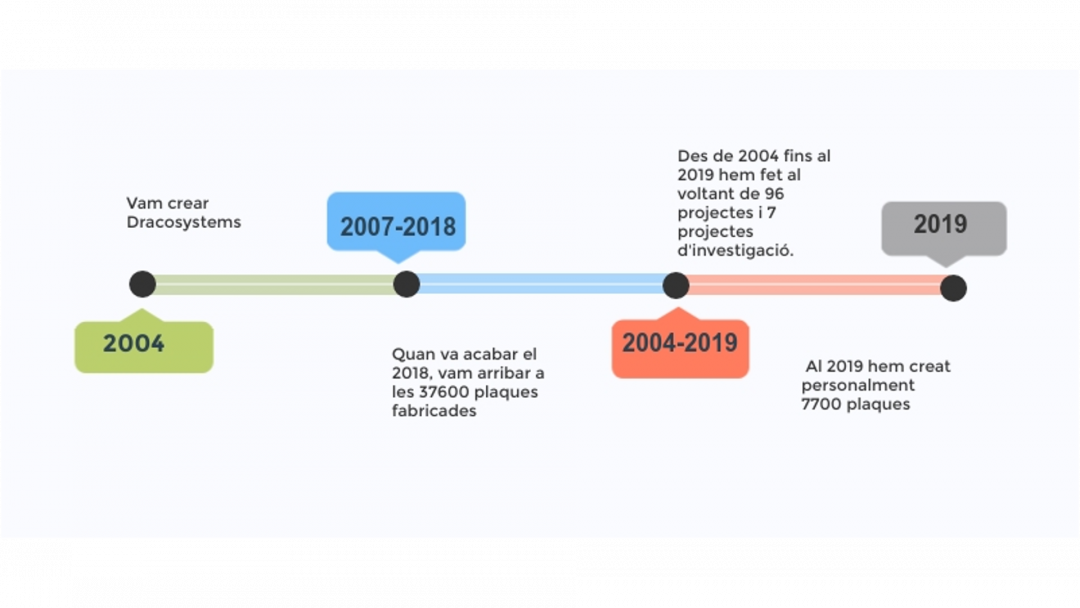 Vam crear
Dracosystems
2004
2007-2018
Quan va acabar el
2018, vam arribar a
les 37600 plaques
fabricades
Des de 2004 fins al
2019 hem fet al
voltant de 96
projectes i 7
projectes
d'investigació.
2004-2019
2019
Al 2019 hem creat
personalment
7700 plaques